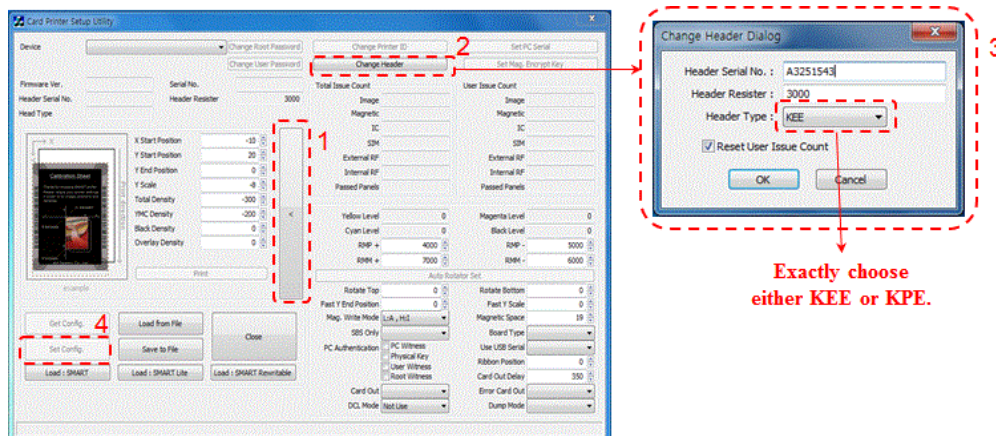 Card Printer Setup Utility
Device
Change Root Password
Change Printer ID
2
Set PC Serial
Change User Password
Change Header
Set Mag. Encrypt Key
Firmware Ver.
Serial No.
Total Issue Count
User Issue Count
Header Serial No.
Header Resister
3000
Image
Image
Head Type
Magnetic
Magnetic
IC
IC
SIM
SIM
External RF
External RF
Internal RF
Internal RF
Passed Panels
Passed Panels
X
Calibration Sheet
example
X Start Position
-10
Y Start Position
20
Y End Position
0
Y Scale
-8
Total Density
-300
YMC Density
-200
Black Density
0
Overlay Density
0
Print
1
<
Yellow Level
0
Magenta Level
0
Cyan Level
0
Black Level
0
RMP +
4000
RMP -
5000
RMM +
7000
RMM -
6000
Auto Rotator Set
Rotate Top
0
Rotate Bottom
0
Fast Y End Position
0
Fast Y Scale
0
Mag. Write Mode
L:A , H:I
Magnetic Space
19
SBS Only
Board Type
PC Authentication
PC Witness
Use USB Serial
Physical Key
User Witness
Ribbon Position
0
Root Witness
Card Out Delay
350
Card Out
Error Card Out
DCL Mode
Not Use
Dump Mode
Get Config.
4
Load from File
Close
Set Config.
Save to File
Load : SMART
Load : SMART Lite
Load : SMART Rewritable
3
Change Header Dialog
Header Serial No. :
A3251543
Header Resister :
3000
Header Type :
KEE
Reset User Issue Count
OK
Cancel
Exactly choose
either KEE or KPE.